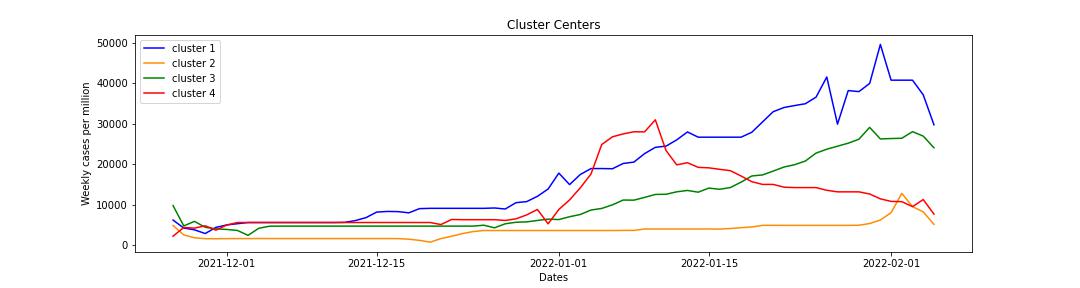 Cluster Centers
50000
40000
30000
20000
10000
0
Weekly cases per million
cluster 1
cluster 2
cluster 3
cluster 4
2021-12-01 2021-12-15 2022-01-01 2022-01-15 2022-02-01
Dates